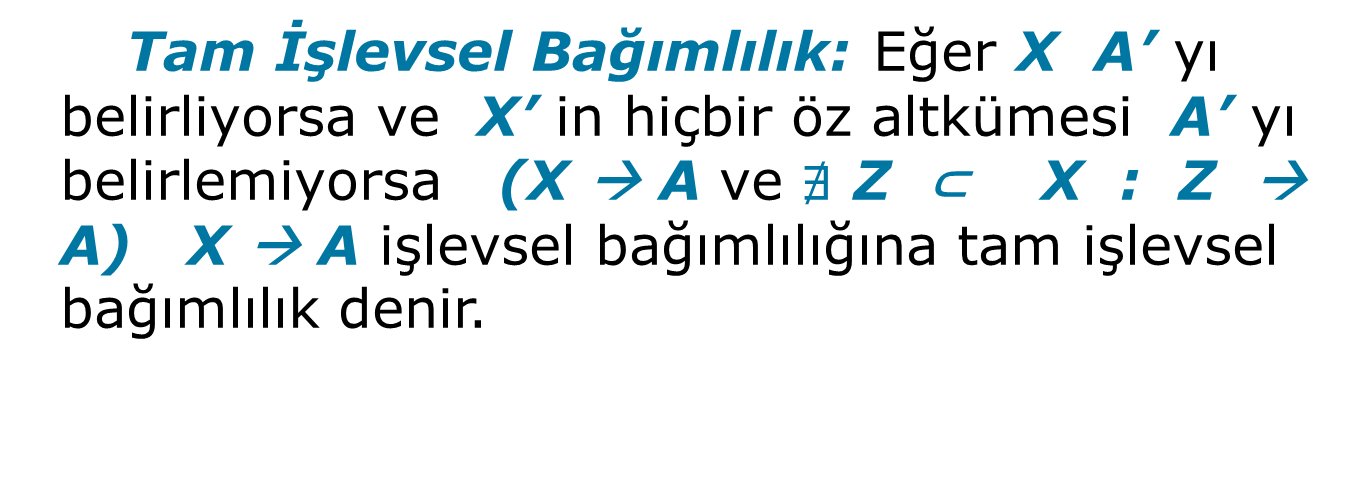 Tam İşlevsel Bağımlılık: Eğer X A’ yı
belirliyorsa ve X’ in hiçbir öz altkümesi A’ yı
belirlemiyorsa (X → A ve ∄ Z ⊂ X : Z →
A) X → A işlevsel bağımlılığına tam işlevsel
bağımlılık denir.